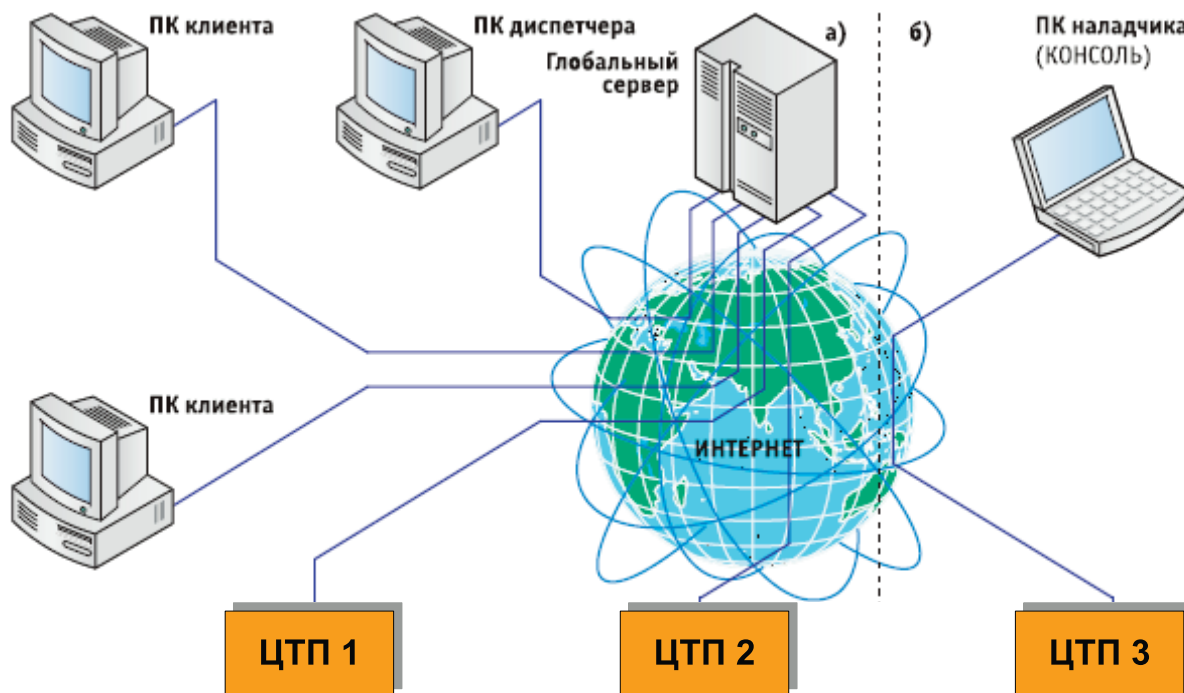 ПК клиента
ПК диспетчера
Глобальный
сервер
а)
б)
ПК наладчика
(КОНСОЛЬ)
ПК клиента
ИНТЕРНЕТ
ЦТП 1
ЦТП 2
ЦТП 3